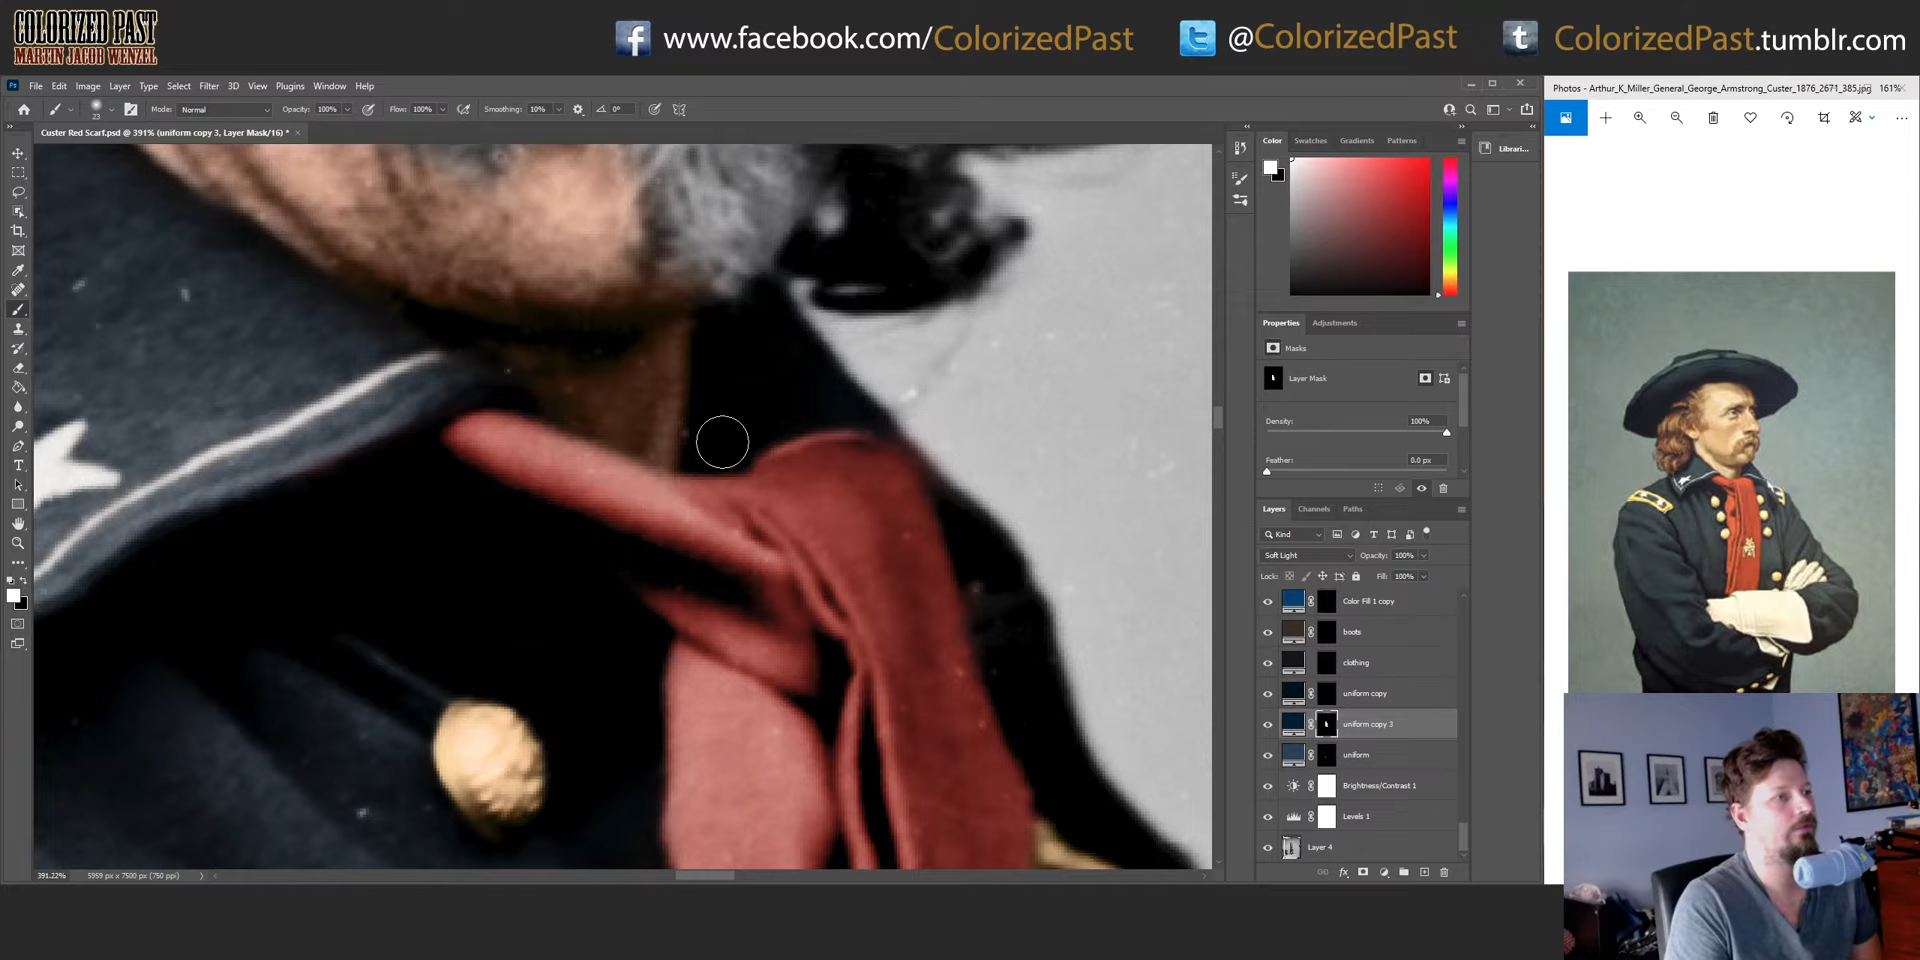 COLORIZED PAST
MARTIN JACOB WENZEL
www.facebook.com/ColorizedPast
@ColorizedPast
ColorizedPast.tumblr.com
Ps File Edit Image Layer Type Select Filter 3D View Plugins Window Help
23 Mode: Normal Opacity: 100% Flow: 100% Smoothing: 10% 0°
Custer Red Scarf.psd @ 391% (uniform copy 3, Layer Mask/16) * ×
Photos - Arthur_K_Miller_General_George_Armstrong_Custer_1876_2671_385.jpg 161%
Color Swatches Gradients Patterns
Librari...
Properties Adjustments
Masks
Layer Mask
Density: 100%
Feather: 0.0 px
Layers Channels Paths
Kind
Soft Light Opacity: 100%
Lock: Fill: 100%
Color Fill 1 copy
boots
clothing
uniform copy
uniform copy 3
uniform
Brightness/Contrast 1
Levels 1
Layer 4
fx
391.22% 5959 px x 7500 px (750 ppi)